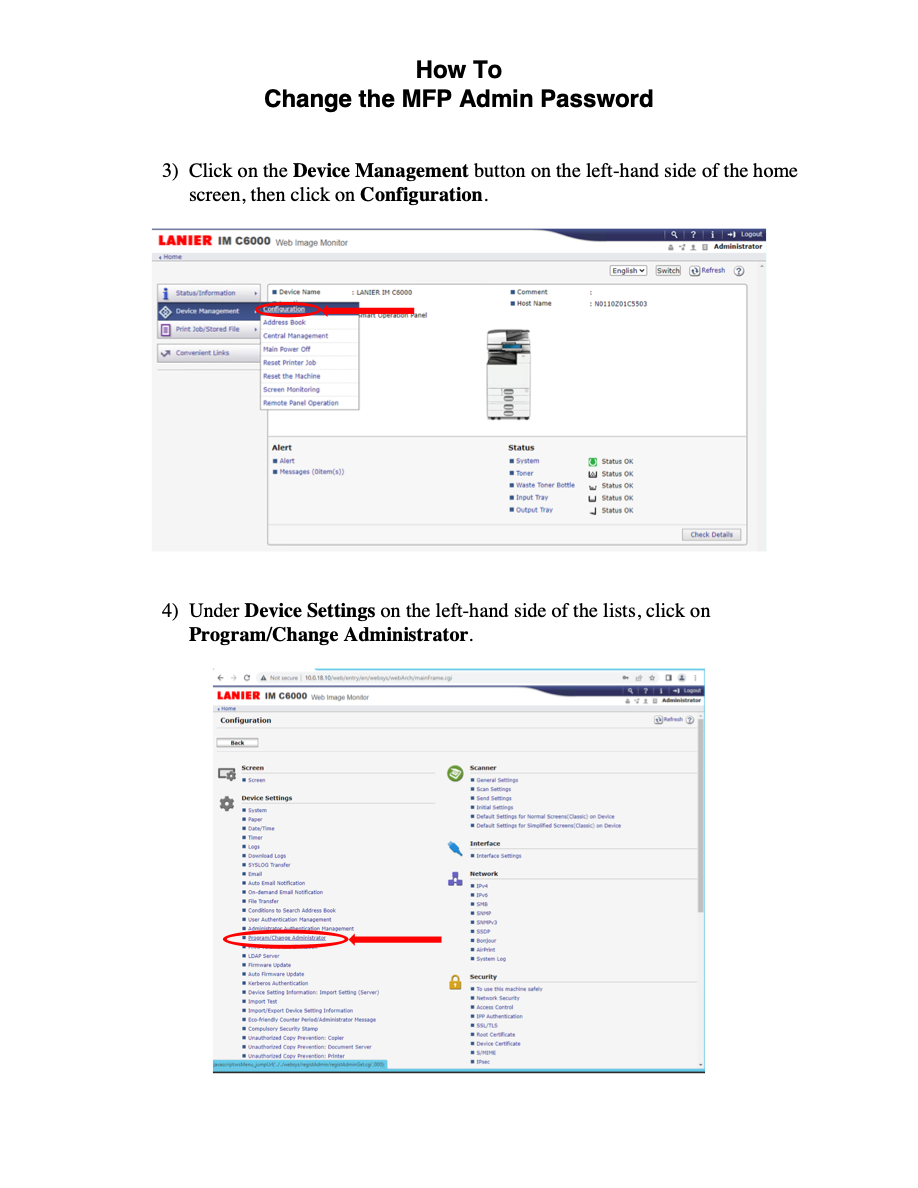 How To
Change the MFP Admin Password
3) Click on the Device Management button on the left-hand side of the home
screen, then click on Configuration.
LANIER IM C6000 Web Image Monitor
? i Logout
Administrator
Home
English Switch Refresh ?
Status/Information
Device Management
Print Job/Stored File
Convenient Links
Device Name : LANIER IM C6000
Comment :
Host Name : N0110Z01C5503
Smart Operation Panel
Configuration
Address Book
Central Management
Main Power Off
Reset Printer Job
Reset the Machine
Screen Monitoring
Remote Panel Operation
Alert
Alert
Messages (0item(s))
Status
System Status OK
Toner Status OK
Waste Toner Bottle Status OK
Input Tray Status OK
Output Tray Status OK
Check Details
4) Under Device Settings on the left-hand side of the lists, click on
Program/Change Administrator.
Not secure | 10.0.18.10/web/entry/en/websys/webArch/mainFrame.cgi
LANIER IM C6000 Web Image Monitor
? i Logout
Administrator
Home
Configuration
Refresh ?
Back
Screen
Screen
Device Settings
System
Paper
Date/Time
Timer
Logs
Download Logs
SYSLOG Transfer
Email
Auto Email Notification
On-demand Email Notification
File Transfer
Conditions to Search Address Book
User Authentication Management
Administrator Authentication Management
Program/Change Administrator
LDAP Server
Firmware Update
Auto Firmware Update
Kerberos Authentication
Device Setting Information: Import Setting (Server)
Import Test
Import/Export Device Setting Information
Eco-friendly Counter Period/Administrator Message
Compulsory Security Stamp
Unauthorized Copy Prevention: Copier
Unauthorized Copy Prevention: Document Server
Unauthorized Copy Prevention: Printer
Scanner
General Settings
Scan Settings
Send Settings
Initial Settings
Default Settings for Normal Screens(Classic) on Device
Default Settings for Simplified Screens(Classic) on Device
Interface
Interface Settings
Network
IPv4
IPv6
SMB
SNMP
SNMPv3
SSDP
Bonjour
AirPrint
System Log
Security
To use this machine safely
Network Security
Access Control
IPP Authentication
SSL/TLS
Root Certificate
Device Certificate
S/MIME
IPsec